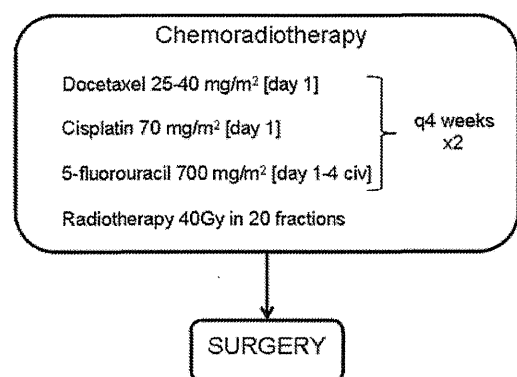 Chemoradiotherapy
Docetaxel 25-40 mg/m² [day 1]
Cisplatin 70 mg/m² [day 1]
5-fluorouracil 700 mg/m² [day 1-4 civ]
q4 weeks
x2
Radiotherapy 40Gy in 20 fractions
SURGERY